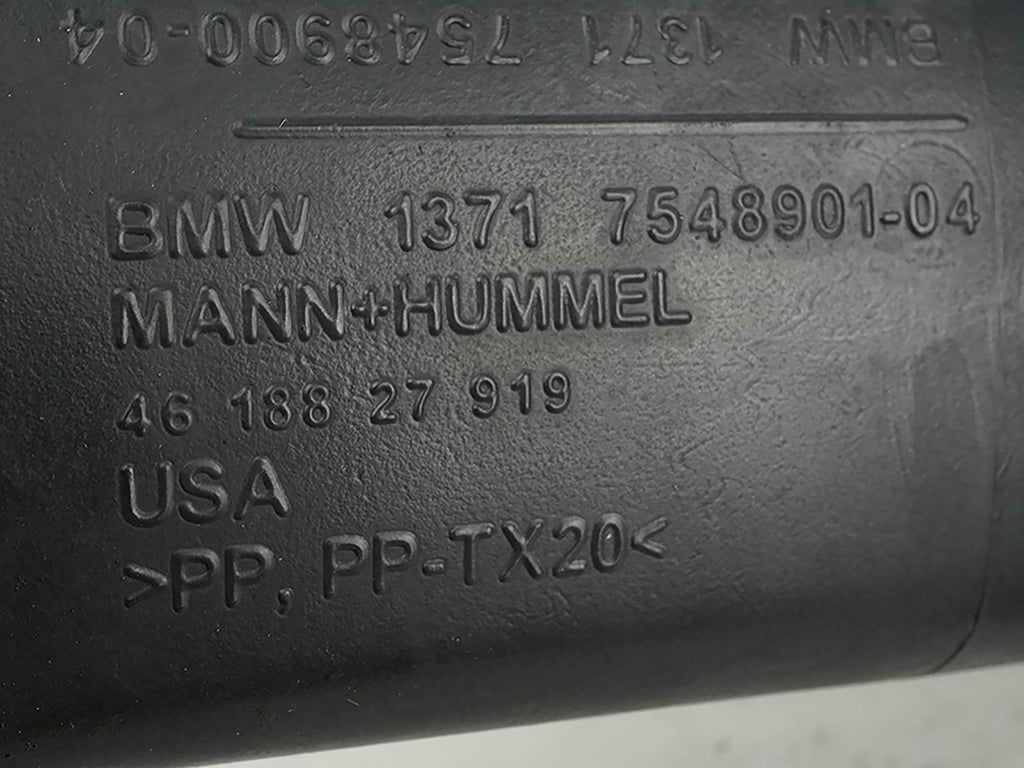 BMW 1371 7548900-04
BMW 1371 7548901-04
MANN+HUMMEL
46 188 27 919
USA
>PP, PP-TX20<